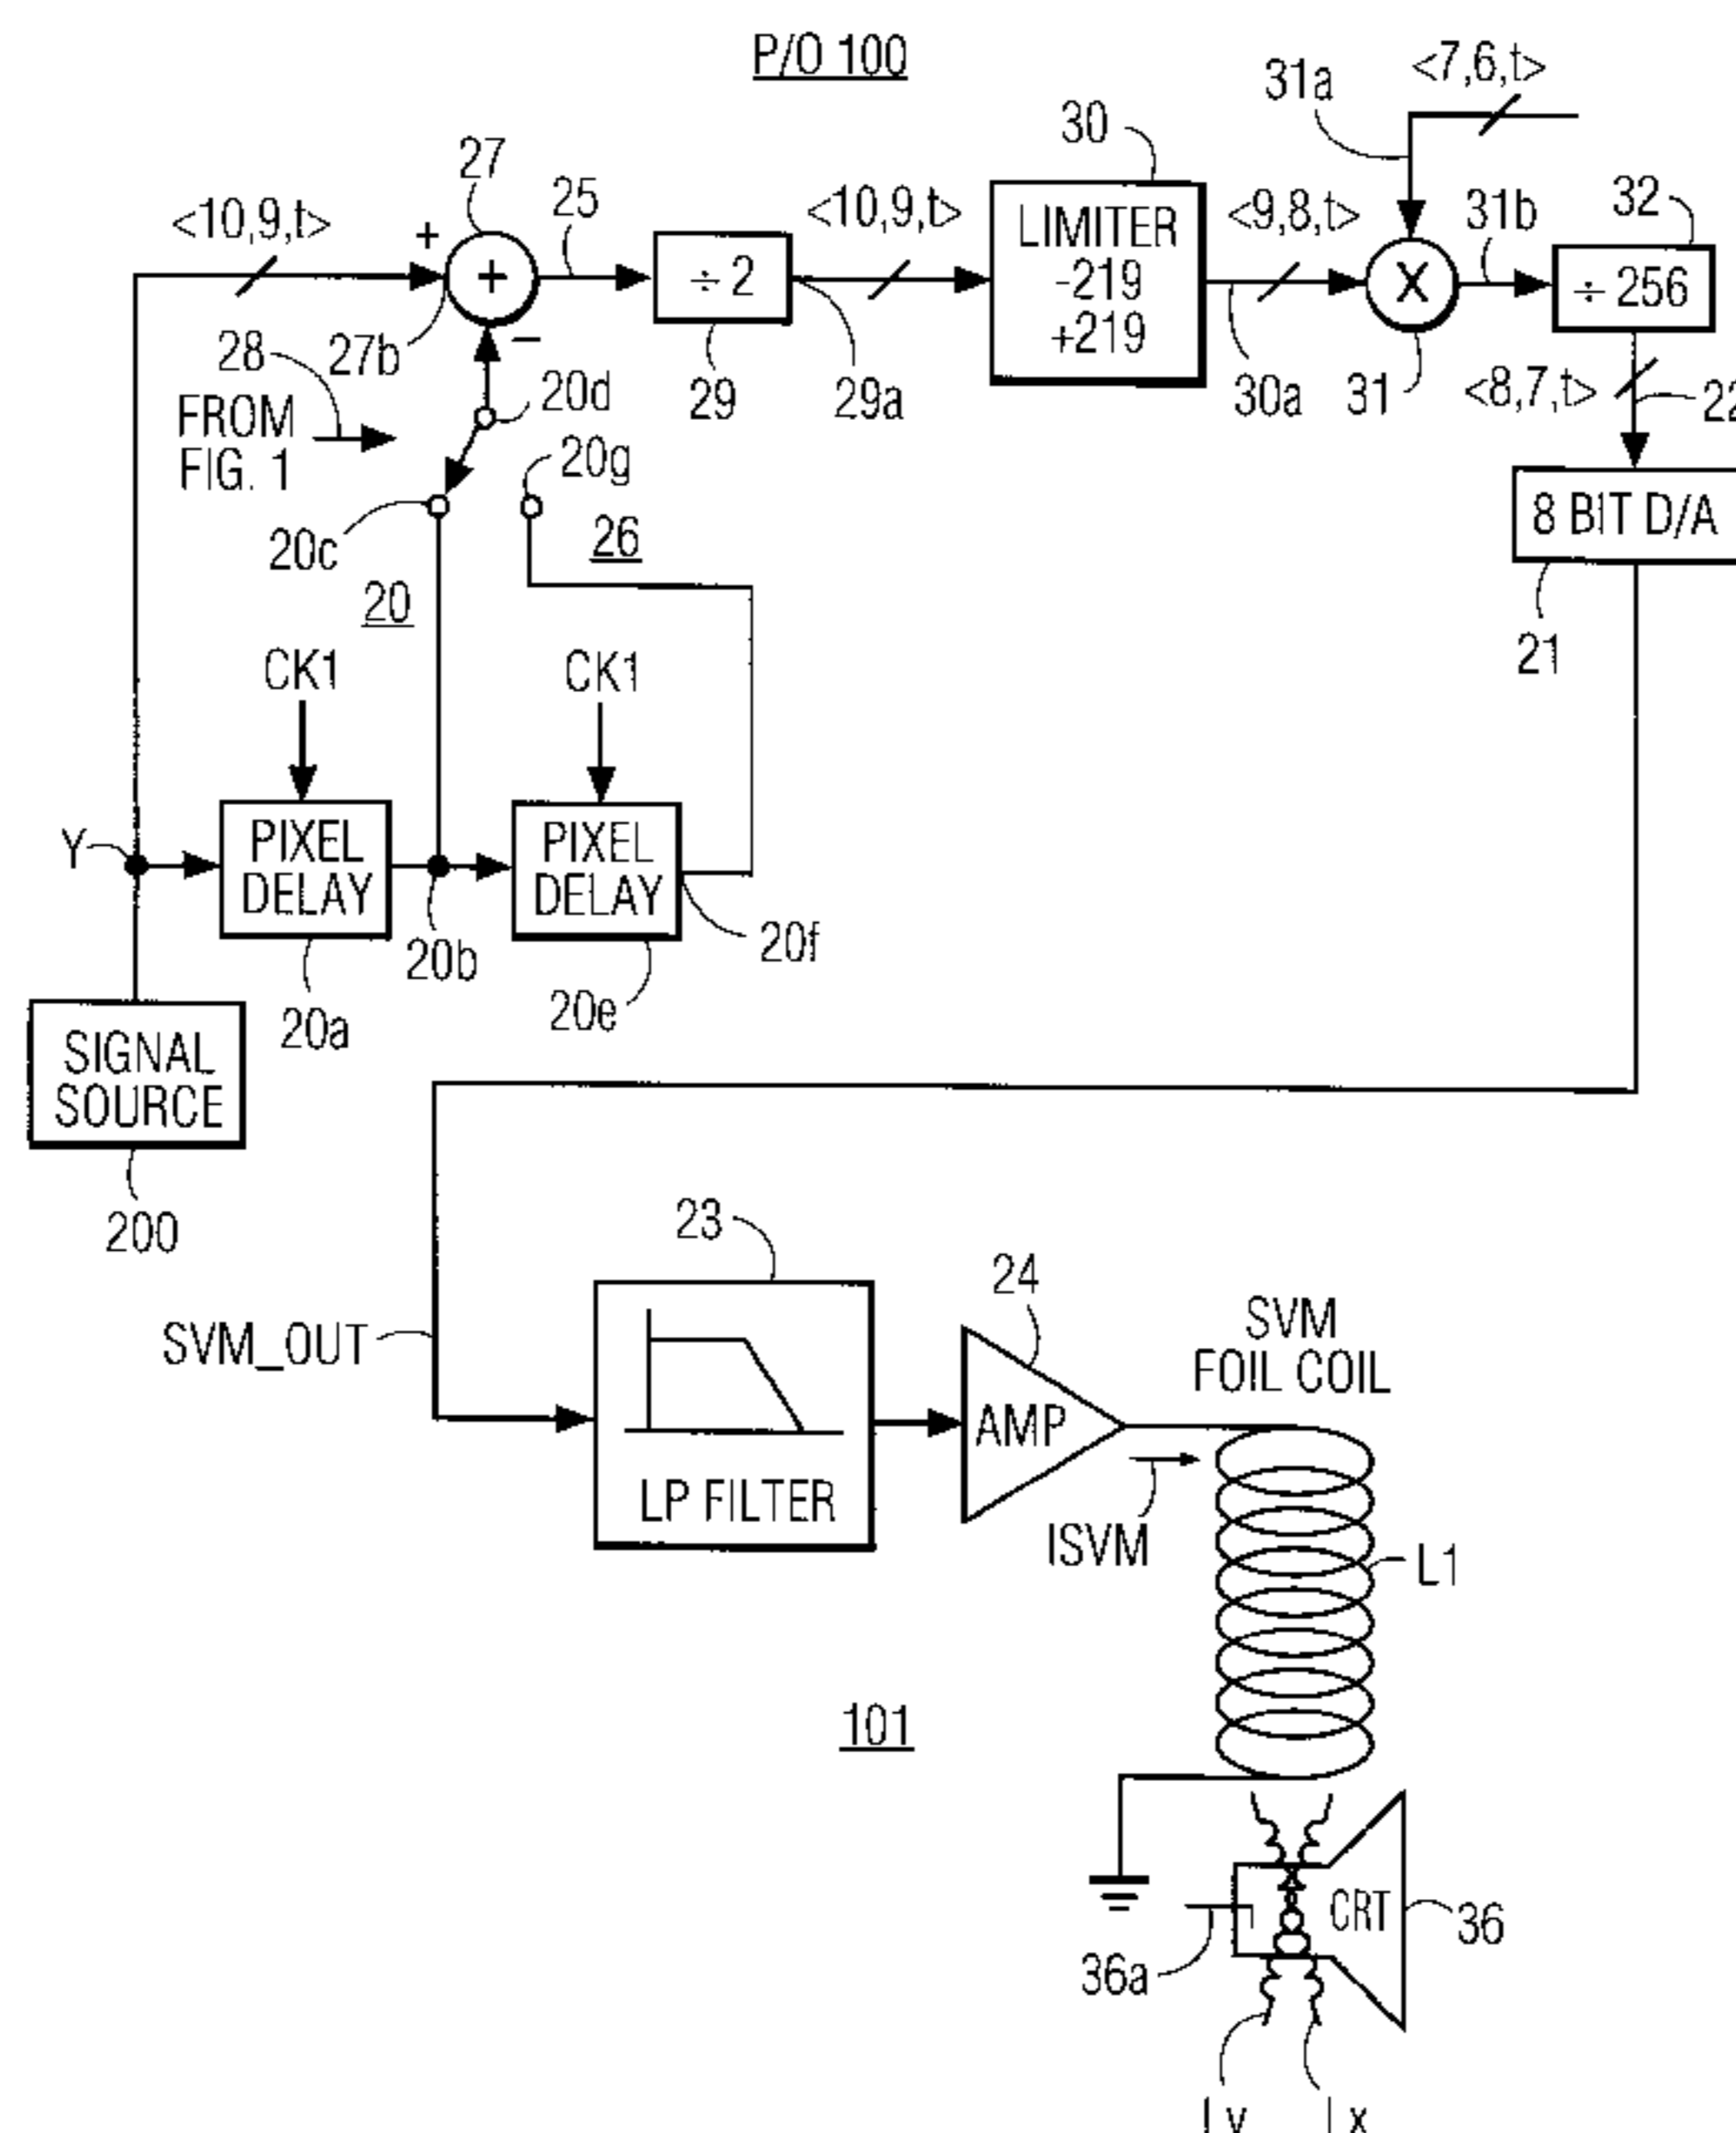 P/O 100
<7,6,t>
31a
30
27
<10,9,t>
+
25
<10,9,t>
LIMITER
-219
+219
<9,8,t>
31b
32
+
÷ 2
X
÷ 256
27b
−
28
FROM
FIG. 1
20d
29
29a
30a
31
<8,7,t>
22
20g
20c
26
8 BIT D/A
20
21
CK1
CK1
Y
PIXEL
DELAY
PIXEL
DELAY
20b
20f
20a
20e
SIGNAL
SOURCE
200
23
24
SVM
FOIL COIL
SVM_OUT
AMP
LP FILTER
ISVM
L1
101
CRT
36
36a